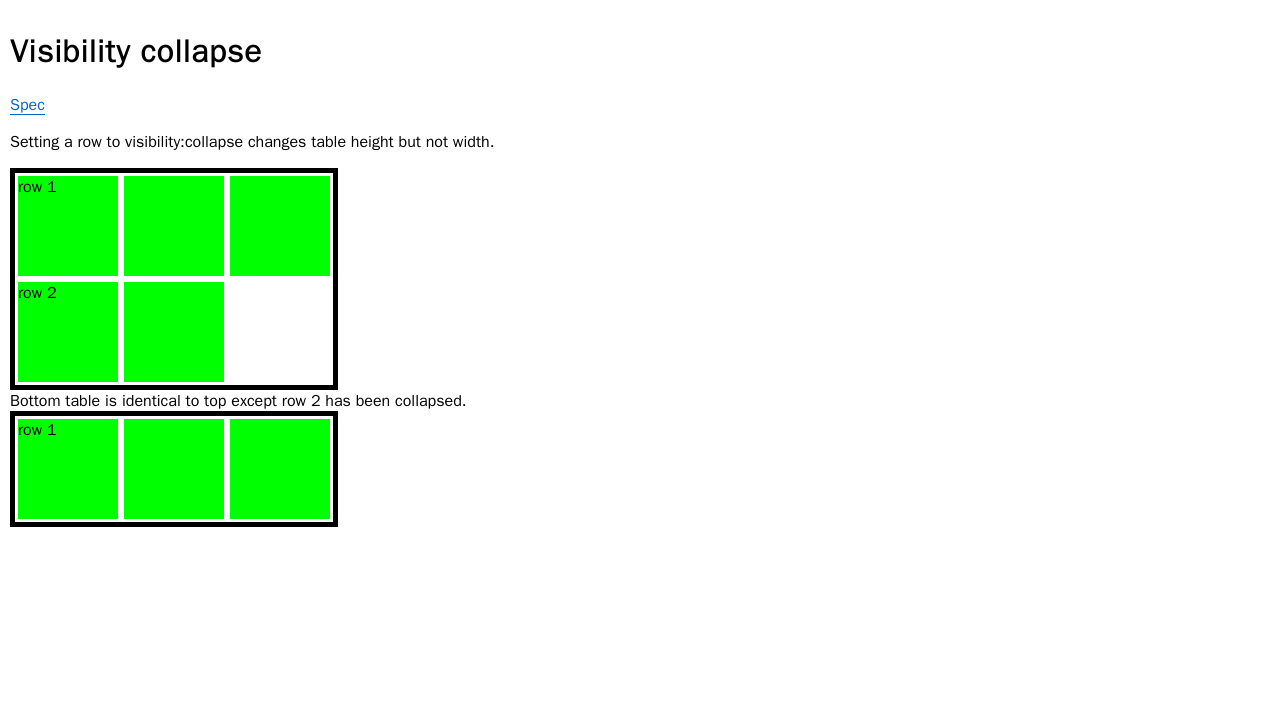 Visibility collapse
Spec
Setting a row to visibility:collapse changes table height but not width.
row 1
row 2
Bottom table is identical to top except row 2 has been collapsed.
row 1